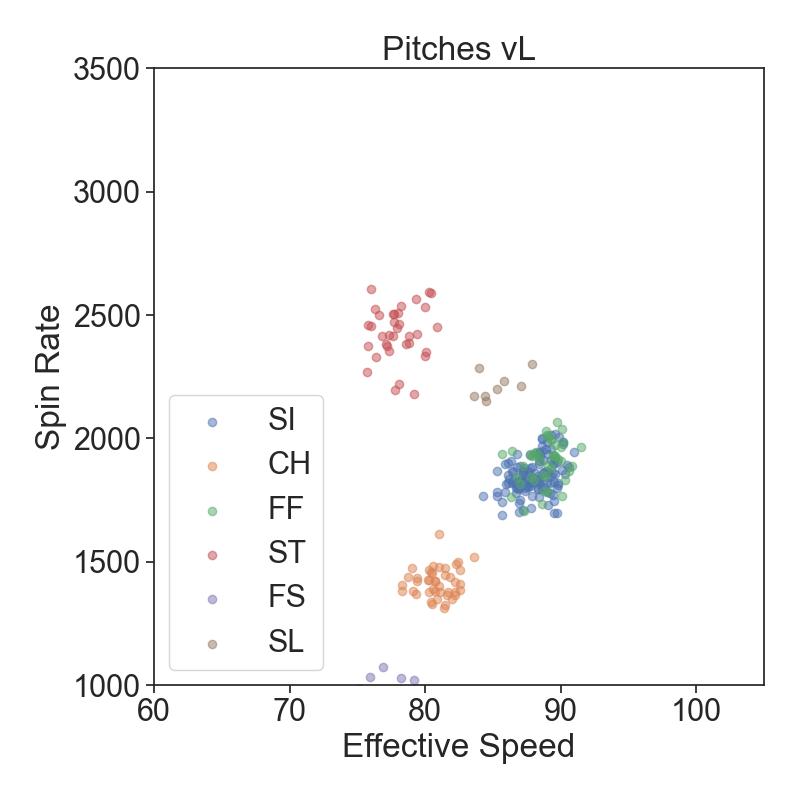 Pitches vL
3500
3000
2500
2000
1500
1000
Spin Rate
SI
CH
FF
ST
FS
SL
60 70 80 90 100
Effective Speed